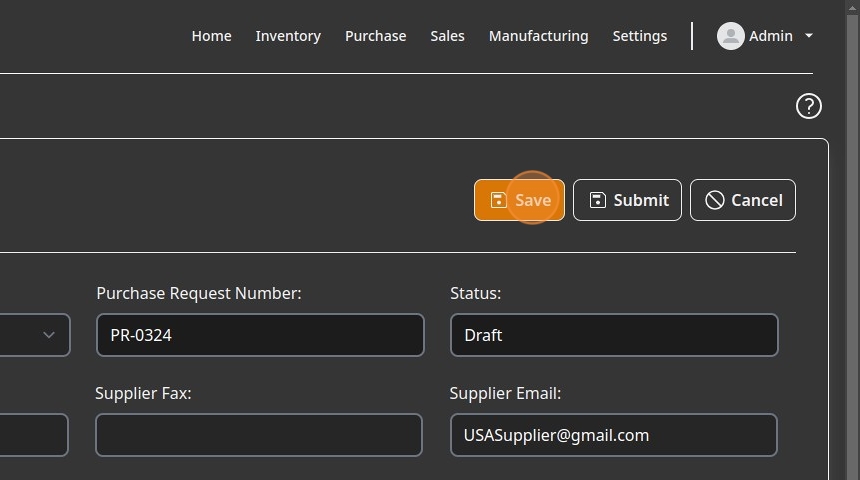 Home Inventory Purchase Sales Manufacturing Settings Admin
?
Save Submit Cancel
Purchase Request Number: Status:
PR-0324 Draft
Supplier Fax: Supplier Email:
USASupplier@gmail.com